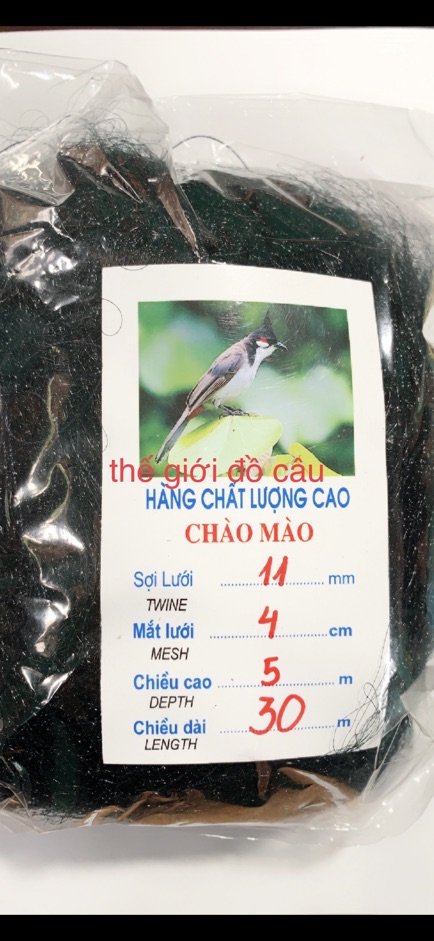 thế giới đồ câu
HÀNG CHẤT LƯỢNG CAO
CHÀO MÀO
Sợi Lưới ........ 11 ........ mm
TWINE
Mắt lưới ........ 4 ........ cm
MESH
Chiều cao ........ 5 ........ m
DEPTH
Chiều dài ........ 30 ........ m
LENGTH